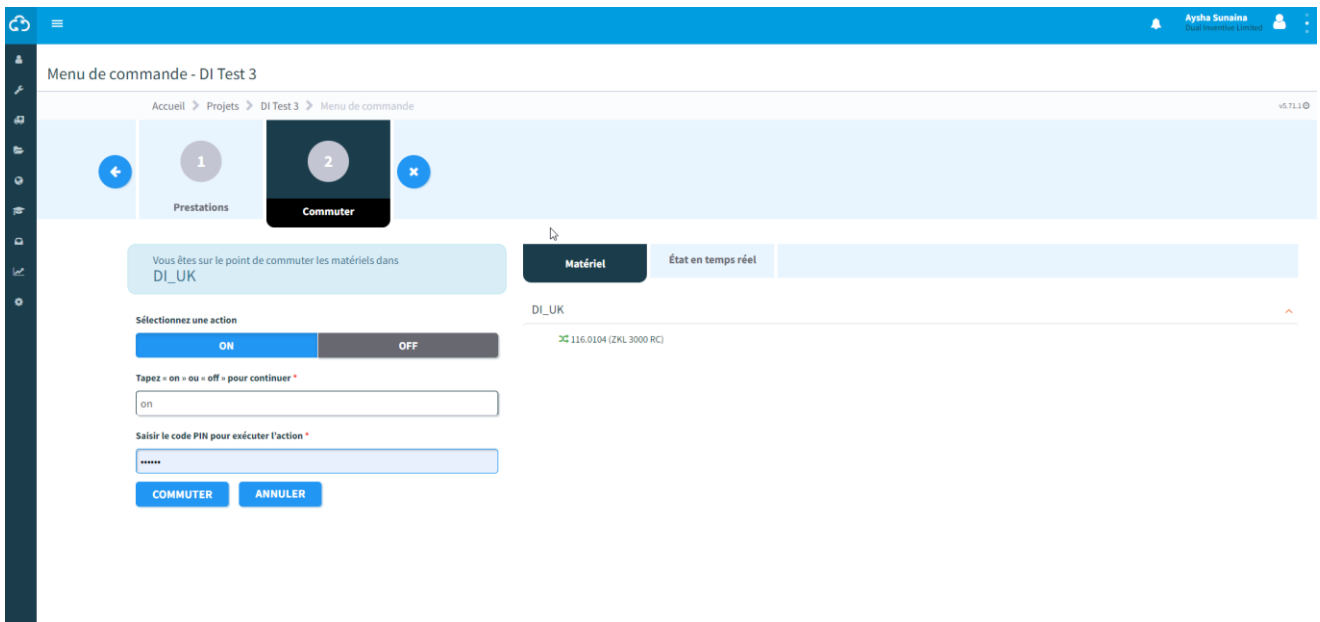 Aysha Sunaina
Dual Inventive Limited
Menu de commande - DI Test 3
Accueil Projets DI Test 3 Menu de commande
v5.71.1
1
Prestations
2
Commuter
Vous êtes sur le point de commuter les matériels dans
DI_UK
Sélectionnez une action
ON OFF
Tapez « on » ou « off » pour continuer *
on
Saisir le code PIN pour exécuter l'action *
••••••
COMMUTER ANNULER
Matériel État en temps réel
DI_UK
116.0104 (ZKL 3000 RC)